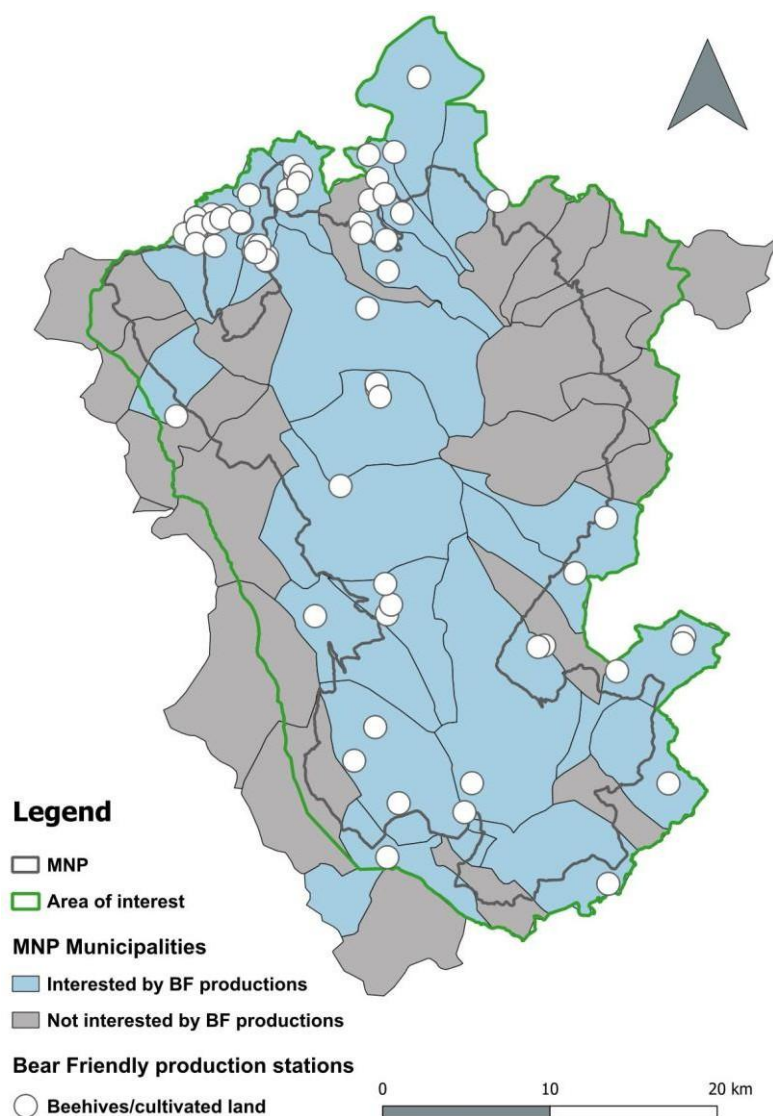 Legend
MNP
Area of interest
MNP Municipalities
Interested by BF productions
Not interested by BF productions
Bear Friendly production stations
Beehives/cultivated land
0 10 20 km